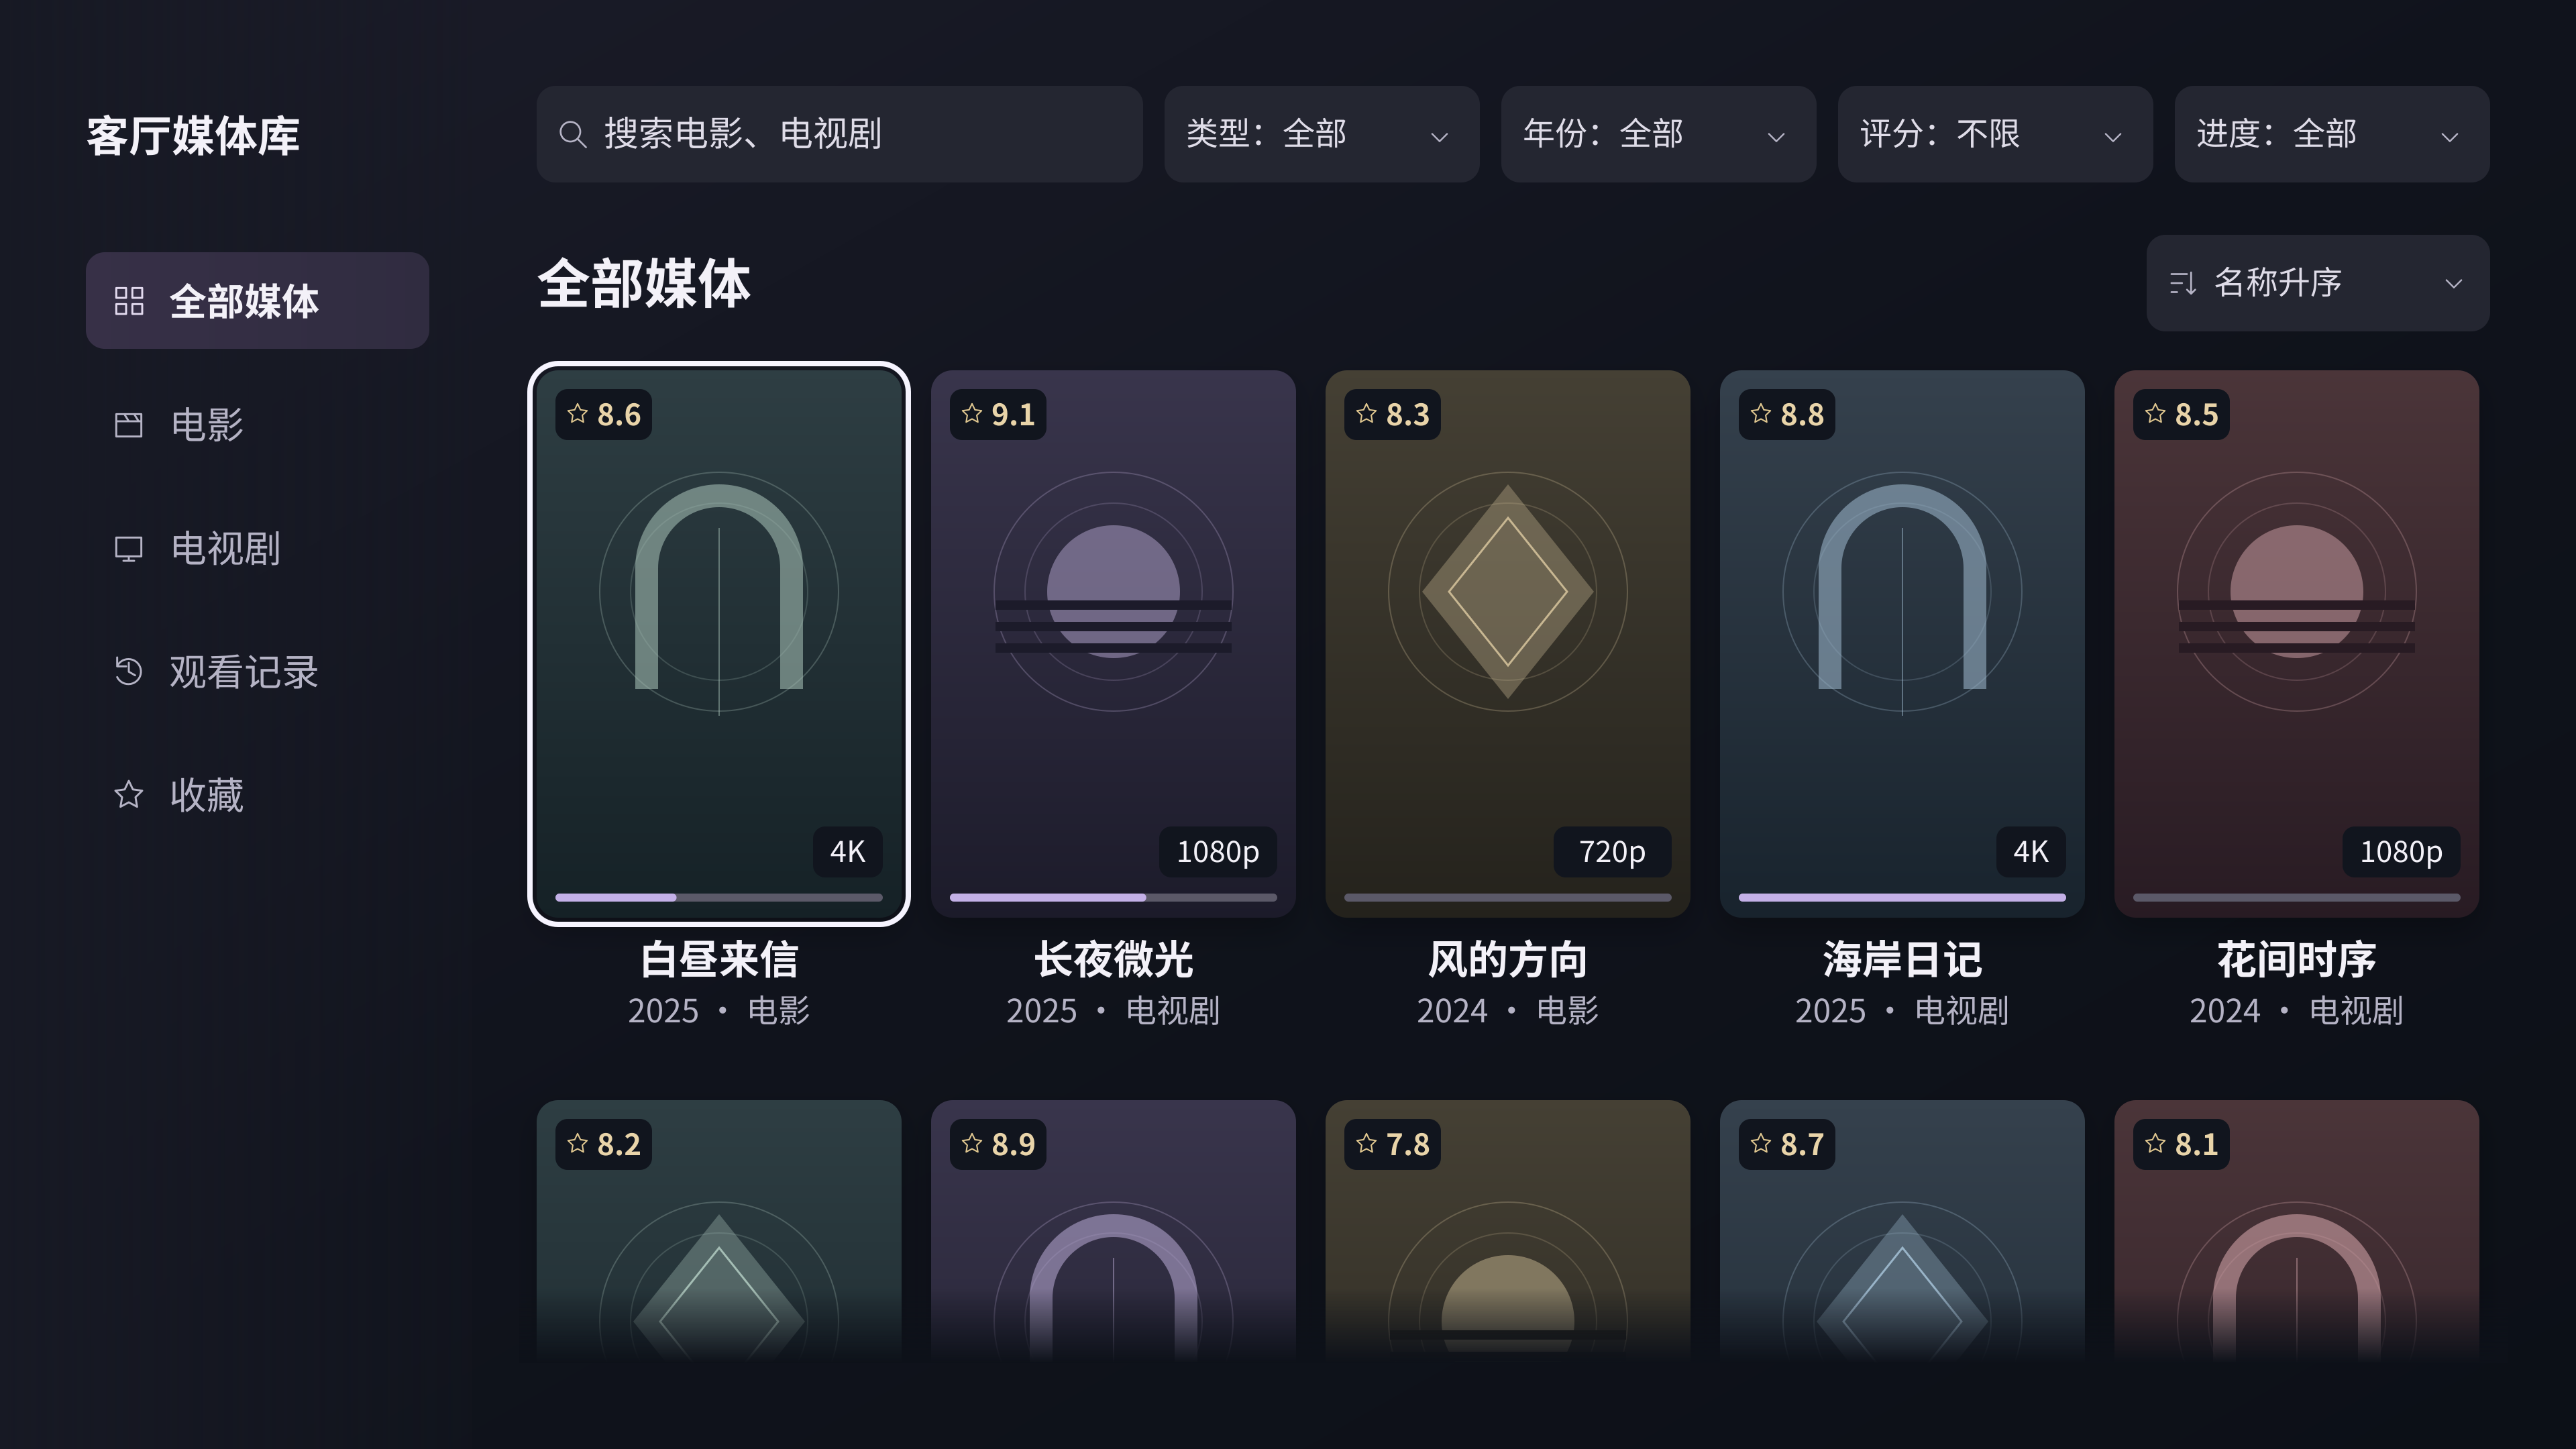 客厅媒体库
搜索电影、电视剧
类型：全部
年份：全部
评分：不限
进度：全部
全部媒体
电影
电视剧
观看记录
收藏
全部媒体
名称升序
8.6
4K
白昼来信
2025 • 电影
9.1
1080p
长夜微光
2025 • 电视剧
8.3
720p
风的方向
2024 • 电影
8.8
4K
海岸日记
2025 • 电视剧
8.5
1080p
花间时序
2024 • 电视剧
8.2
8.9
7.8
8.7
8.1